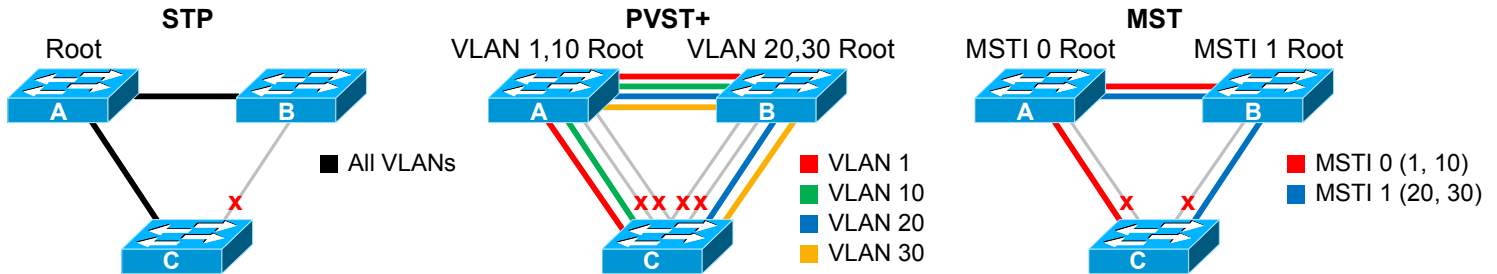 STP
Root
A
B
C
x
All VLANs
PVST+
VLAN 1,10 Root
VLAN 20,30 Root
A
B
C
x x x x
VLAN 1
VLAN 10
VLAN 20
VLAN 30
MST
MSTI 0 Root
MSTI 1 Root
A
B
C
x x
MSTI 0 (1, 10)
MSTI 1 (20, 30)